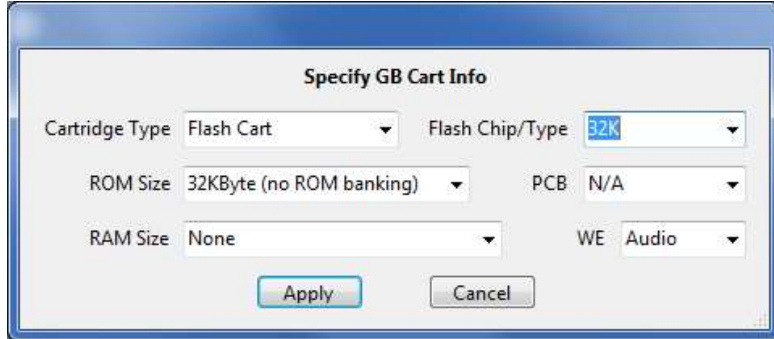 Specify GB Cart Info
Cartridge Type Flash Cart Flash Chip/Type 32K
ROM Size 32KByte (no ROM banking) PCB N/A
RAM Size None WE Audio
Apply Cancel